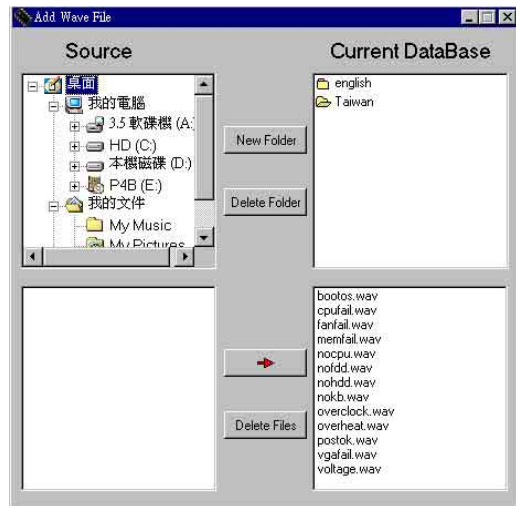 Add Wave File
Source
Current DataBase
桌面
我的電腦
3.5 軟碟機 (A:
HD (C:)
本機磁碟 (D:)
P4B (E:)
我的文件
My Music
My Pictures
New Folder
Delete Folder
english
Taiwan
Delete Files
bootos.wav
cpufail.wav
fanfail.wav
memfail.wav
nocpu.wav
nofdd.wav
nohdd.wav
nokb.wav
overclock.wav
overheat.wav
postok.wav
vgafail.wav
voltage.wav